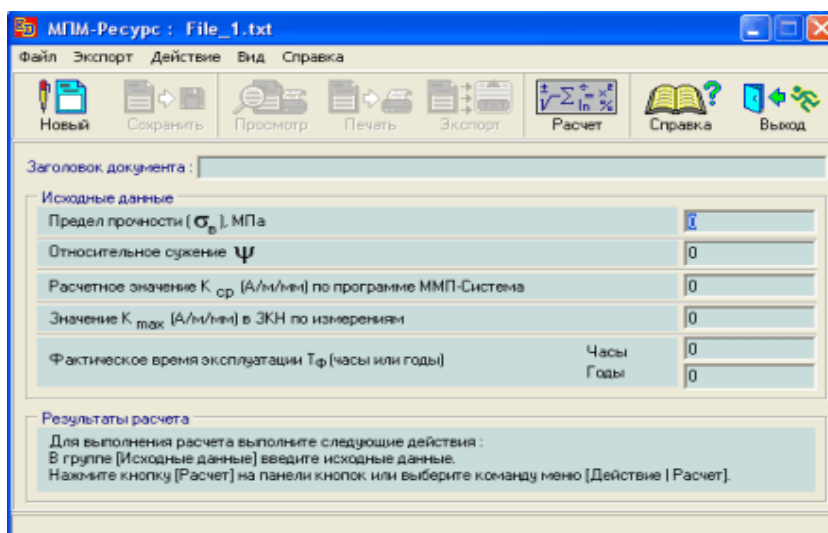 МПМ-Ресурс : File_1.txt
Файл Экспорт Действие Вид Справка
Новый Сохранить Просмотр Печать Экспорт Расчет Справка Выход
Заголовок документа :
Исходные данные
Предел прочности ( σв ), МПа 0
Относительное сужение Ψ 0
Расчетное значение К ср (А/м/мм) по программе ММП-Система 0
Значение К max (А/м/мм) в ЗКН по измерениям 0
Фактическое время эксплуатации Тф (часы или годы) Часы 0
Годы 0
Результаты расчета
Для выполнения расчета выполните следующие действия :
В группе [Исходные данные] введите исходные данные.
Нажмите кнопку [Расчет] на панели кнопок или выберите команду меню [Действие | Расчет].